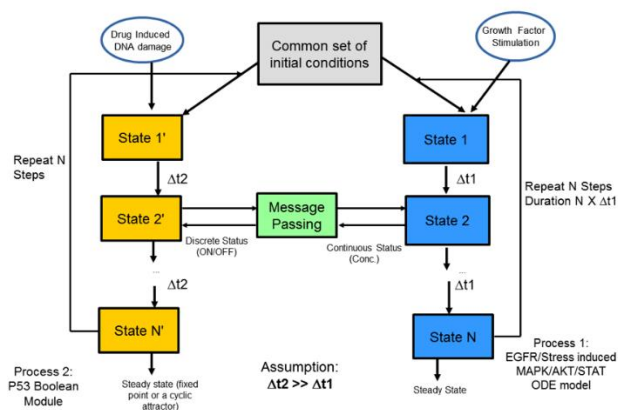 Drug Induced
DNA damage
Common set of
initial conditions
Growth Factor
Stimulation
State 1'
State 1
Repeat N
Steps
Δt2
Δt1
Repeat N Steps
Duration N X Δt1
State 2'
Message
Passing
State 2
Discrete Status
(ON/OFF)
Continuous Status
(Conc.)
...
...
Δt2
Δt1
State N'
State N
Process 2:
P53 Boolean
Module
Steady state (fixed
point or a cyclic
attractor)
Assumption:
Δt2 >> Δt1
Steady State
Process 1:
EGFR/Stress induced
MAPK/AKT/STAT
ODE model